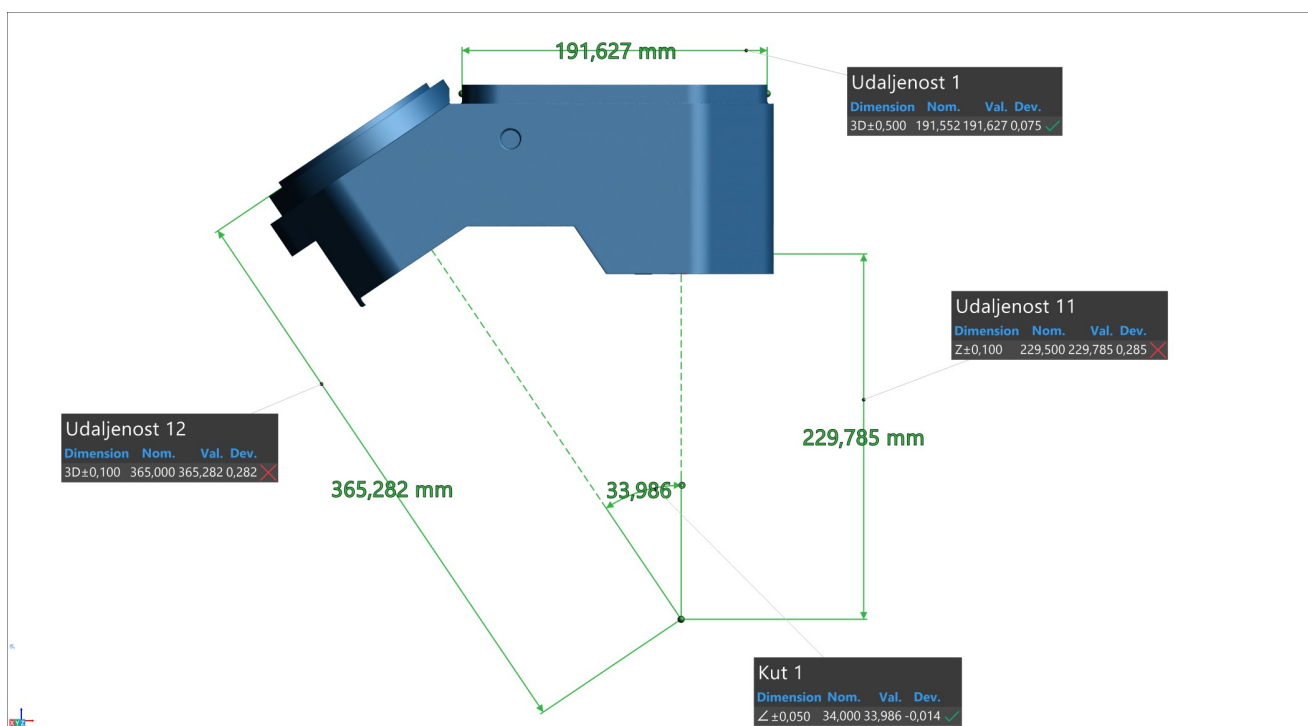 191,627 mm
Udaljenost 1
Dimension Nom. Val. Dev.
3D±0,500 191,552 191,627 0,075
Udaljenost 11
Dimension Nom. Val. Dev.
Z±0,100 229,500 229,785 0,285
Udaljenost 12
Dimension Nom. Val. Dev.
3D±0,100 365,000 365,282 0,282
229,785 mm
365,282 mm
33,986
Kut 1
Dimension Nom. Val. Dev.
∠±0,050 34,000 33,986 -0,014
XYZ